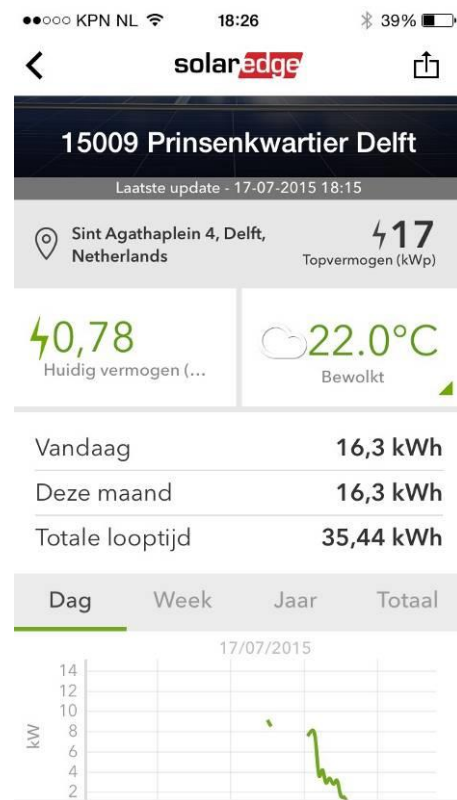 KPN NL 18:26 39%
solaredge
15009 Prinsenkwartier Delft
Laatste update - 17-07-2015 18:15
Sint Agathaplein 4, Delft,
Netherlands
17
Topvermogen (kWp)
0,78
Huidig vermogen (...
22.0°C
Bewolkt
Vandaag 16,3 kWh
Deze maand 16,3 kWh
Totale looptijd 35,44 kWh
Dag Week Jaar Totaal
17/07/2015
kW
14
12
10
8
6
4
2